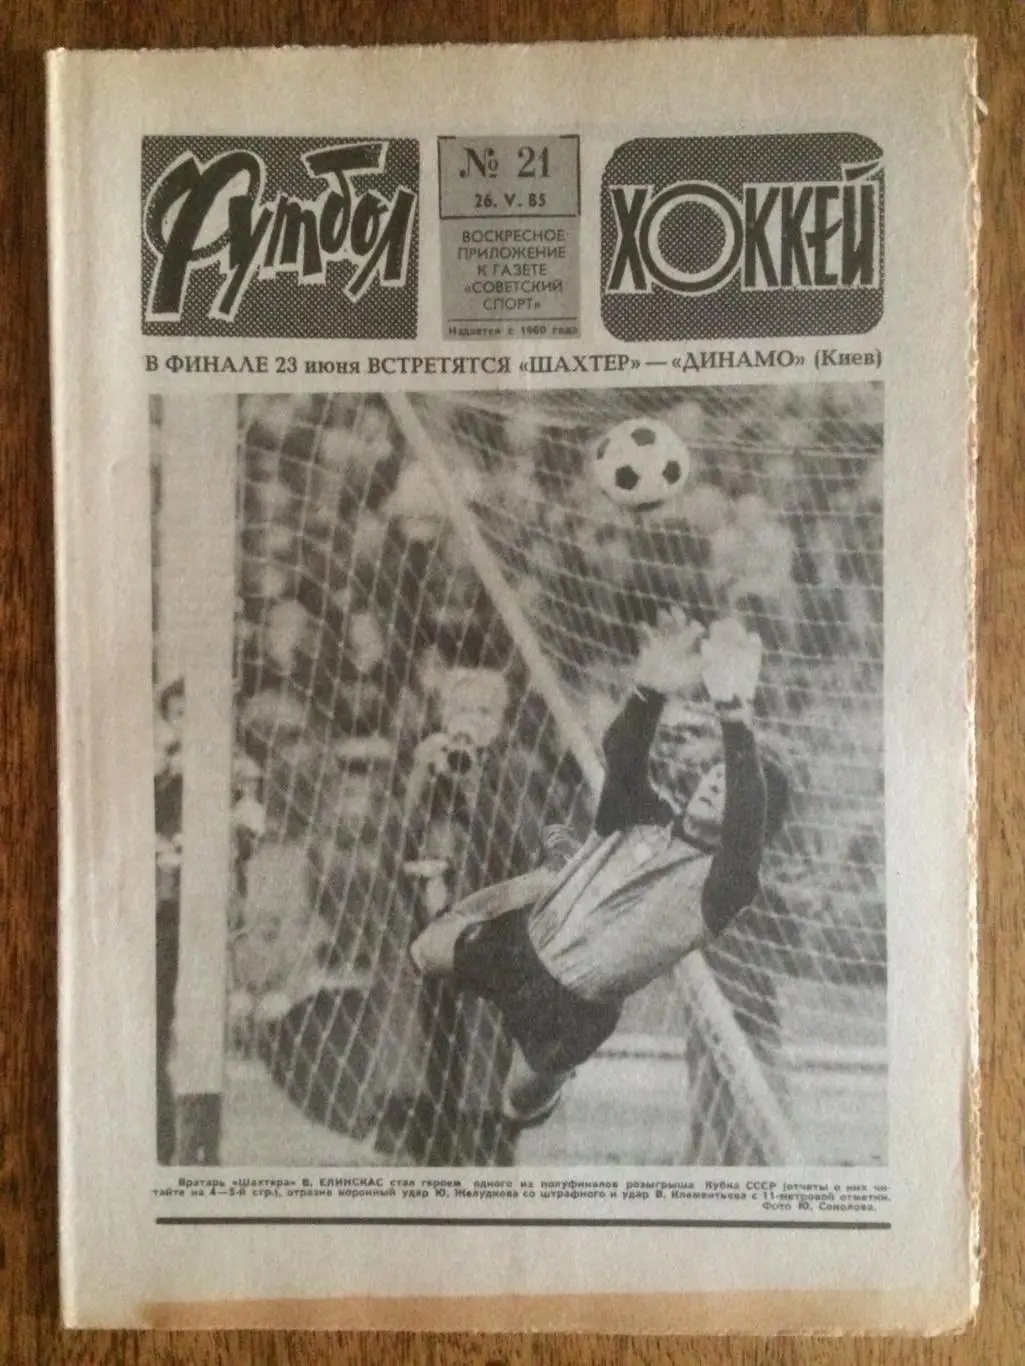 Футбол
№ 21
26. V. 85
ВОСКРЕСНОЕ
ПРИЛОЖЕНИЕ
К ГАЗЕТЕ
«СОВЕТСКИЙ
СПОРТ»
Издается с 1960 года
ХОККЕЙ
В ФИНАЛЕ 23 июня ВСТРЕТЯТСЯ «ШАХТЕР» — «ДИНАМО» (Киев)
Вратарь «Шахтера» В. ЕЛИНСКАС стал героем одного из полуфиналов розыгрыша Кубка СССР (отчеты о них чи-
тайте на 4—5-й стр.), отразив коронный удар Ю. Желудкова со штрафного и удар В. Клементьева с 11-метровой отметки.
Фото Ю. Соколова.